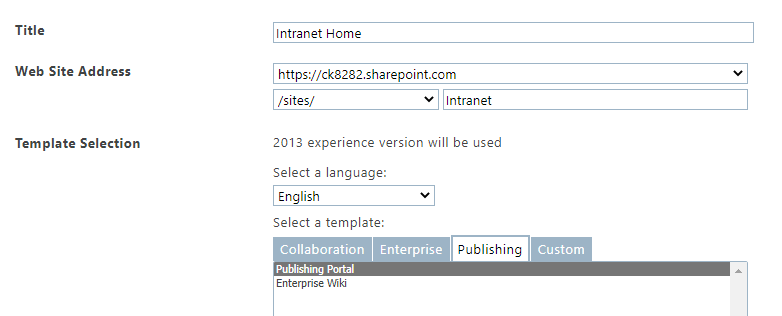 Title Intranet Home
Web Site Address https://ck8282.sharepoint.com
/sites/ Intranet
Template Selection 2013 experience version will be used
Select a language:
English
Select a template:
Collaboration Enterprise Publishing Custom
Publishing Portal
Enterprise Wiki